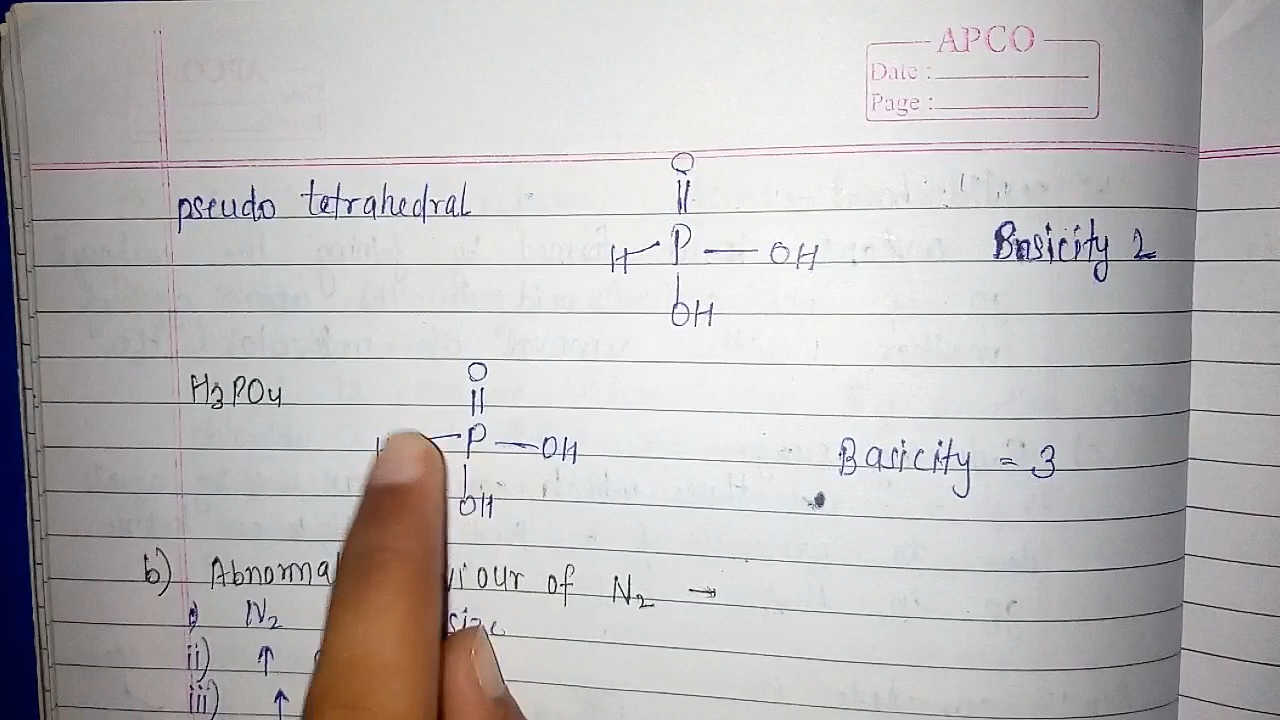 APCO
Date :
Page :
O
pseudo tetrahedral
||
H P OH
Basicity 2
OH
O
H3PO4
||
P OH
Basicity = 3
OH
b) of N2 →
N2 size
ii) ↑
iii) ↑